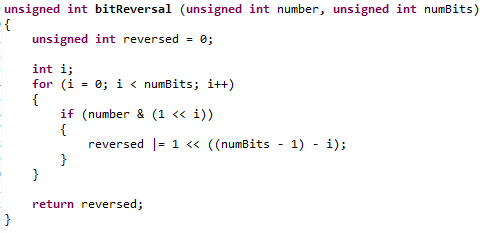 unsigned int bitReversal (unsigned int number, unsigned int numBits)
{
    unsigned int reversed = 0;

    int i;
    for (i = 0; i < numBits; i++)
    {
        if (number & (1 << i))
        {
            reversed |= 1 << ((numBits - 1) - i);
        }
    }

    return reversed;
}